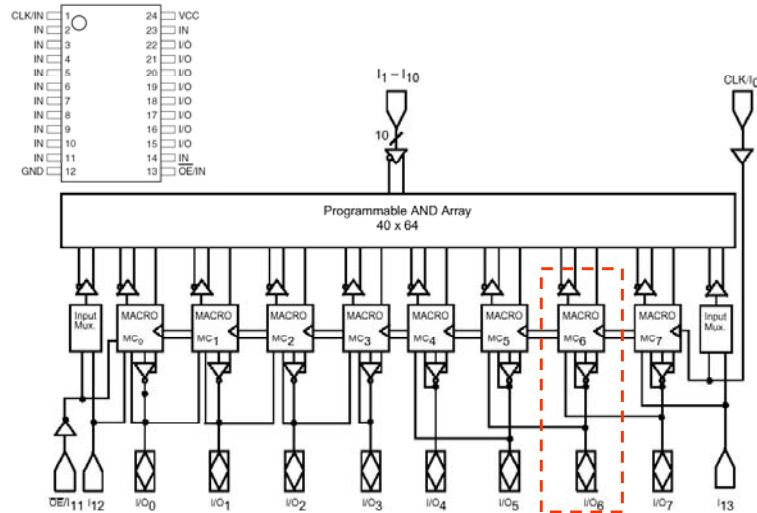 CLK/IN 1 24 VCC
IN 2 23 IN
IN 3 22 I/O
IN 4 21 I/O
IN 5 20 I/O
IN 6 19 I/O
IN 7 18 I/O
IN 8 17 I/O
IN 9 16 I/O
IN 10 15 I/O
IN 11 14 IN
GND 12 13 OE/IN
I1 – I10
CLK/I0
10
Programmable AND Array
40 x 64
Input
Mux.
MACRO
MC0
MACRO
MC1
MACRO
MC2
MACRO
MC3
MACRO
MC4
MACRO
MC5
MACRO
MC6
MACRO
MC7
Input
Mux.
OE/I11 I12 I/O0 I/O1 I/O2 I/O3 I/O4 I/O5 I/O6 I/O7 I13